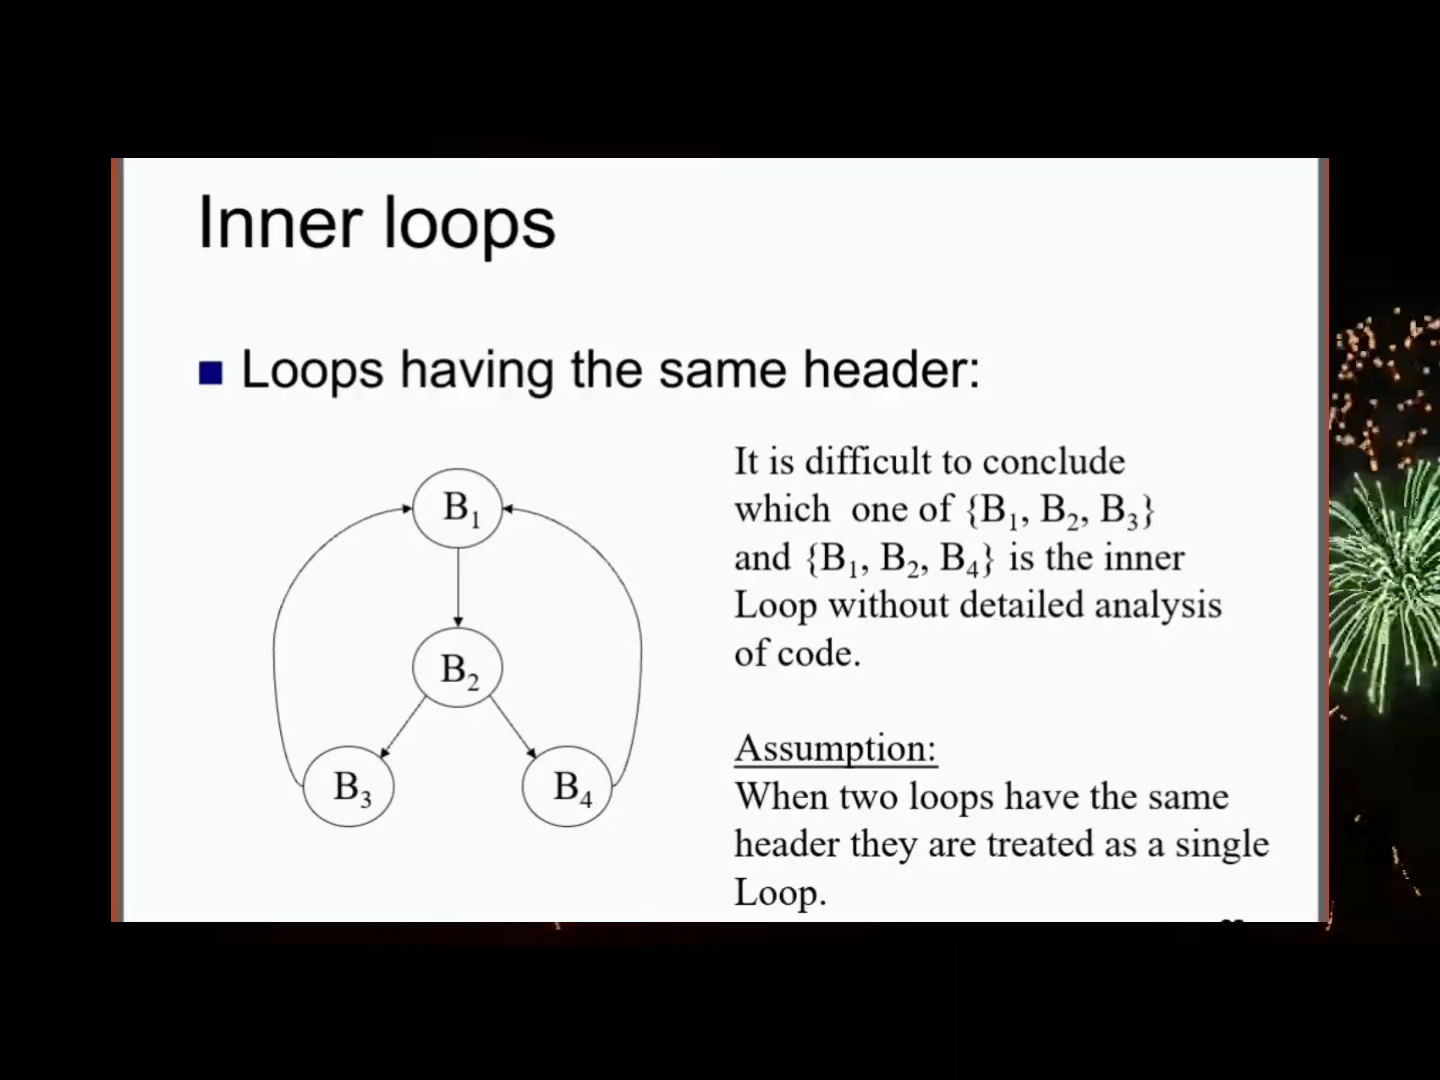 Inner loops
Loops having the same header:
It is difficult to conclude
which one of {B1, B2, B3}
and {B1, B2, B4} is the inner
Loop without detailed analysis
of code.
Assumption:
When two loops have the same
header they are treated as a single
Loop.
B1
B2
B3
B4